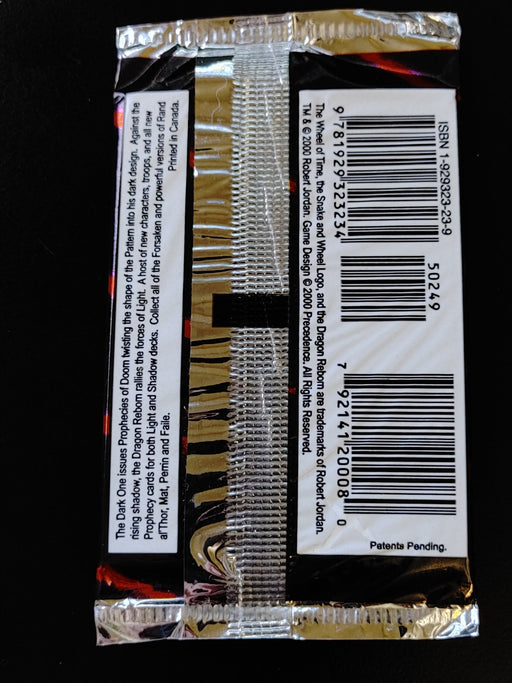 The Dark One issues Prophecies of Doom twisting the shape of the Pattern into his dark design. Against the
rising shadow, the Dragon Reborn rallies the forces of Light. A host of new characters, troops, and all new
Prophecy cards for both Light and Shadow decks. Collect all of the Forsaken and powerful versions of Rand
al'Thor, Mat, Perrin and Faile.
Printed in Canada.
ISBN 1-929323-23-9
9 781929 323234
50249
7 92141 20008 0
The Wheel of Time, the Snake and Wheel Logo, and the Dragon Reborn are trademarks of Robert Jordan.
TM & © 2000 Robert Jordan. Game Design © 2000 Precedence. All Rights Reserved.
Patents Pending.